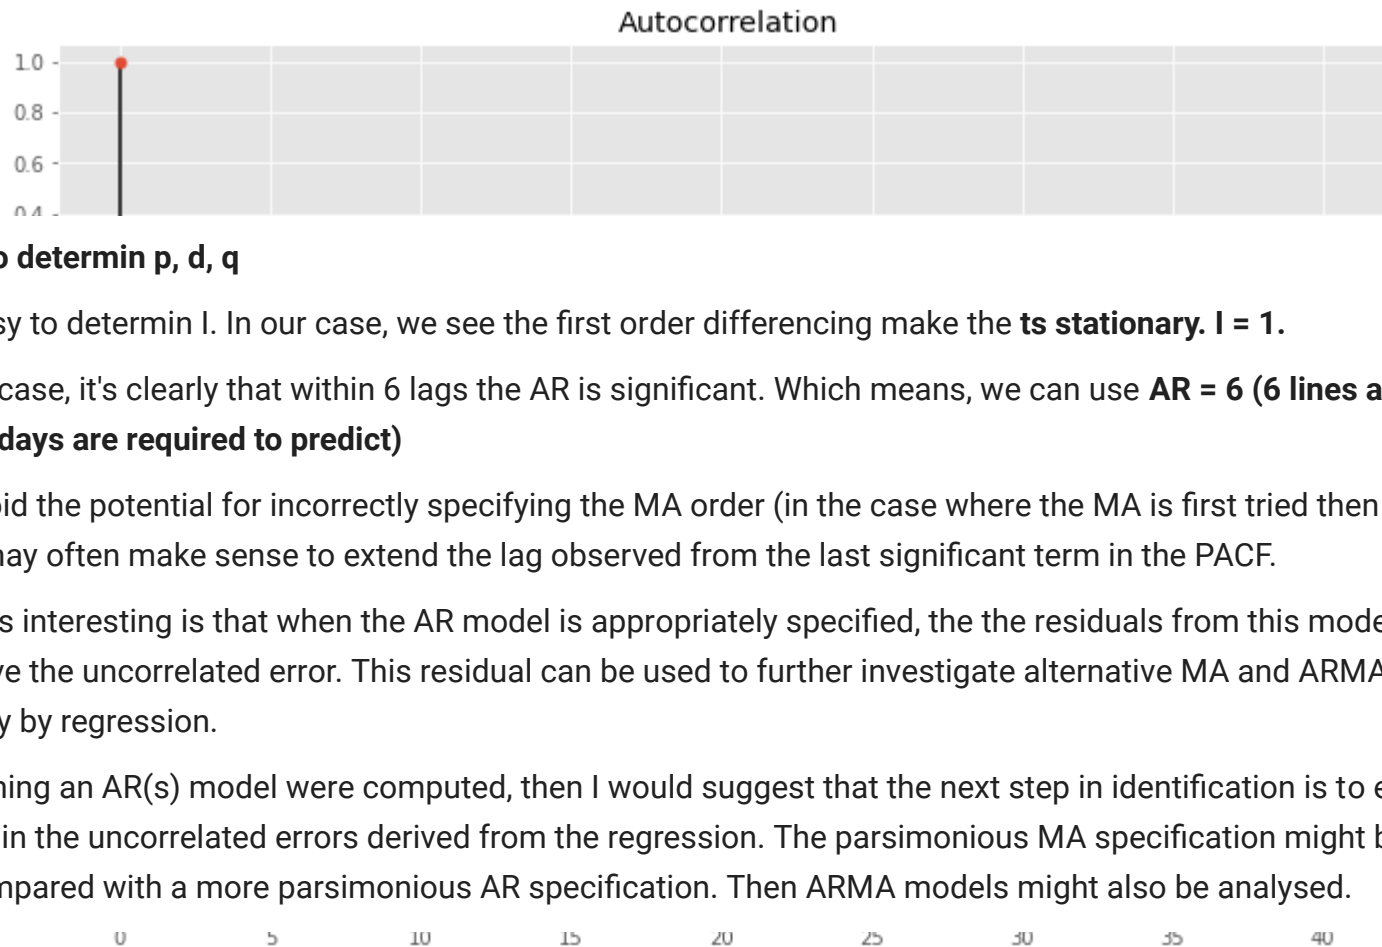 Autocorrelation
1.0
0.8
0.6
0.4
o determin p, d, q
sy to determin I. In our case, we see the first order differencing make the ts stationary. I = 1.
case, it's clearly that within 6 lags the AR is significant. Which means, we can use AR = 6 (6 lines a
days are required to predict)
id the potential for incorrectly specifying the MA order (in the case where the MA is first tried then
may often make sense to extend the lag observed from the last significant term in the PACF.
s interesting is that when the AR model is appropriately specified, the the residuals from this mode
ve the uncorrelated error. This residual can be used to further investigate alternative MA and ARMA
y by regression.
ning an AR(s) model were computed, then I would suggest that the next step in identification is to e
in the uncorrelated errors derived from the regression. The parsimonious MA specification might b
mpared with a more parsimonious AR specification. Then ARMA models might also be analysed.
0 5 10 15 20 25 30 35 40